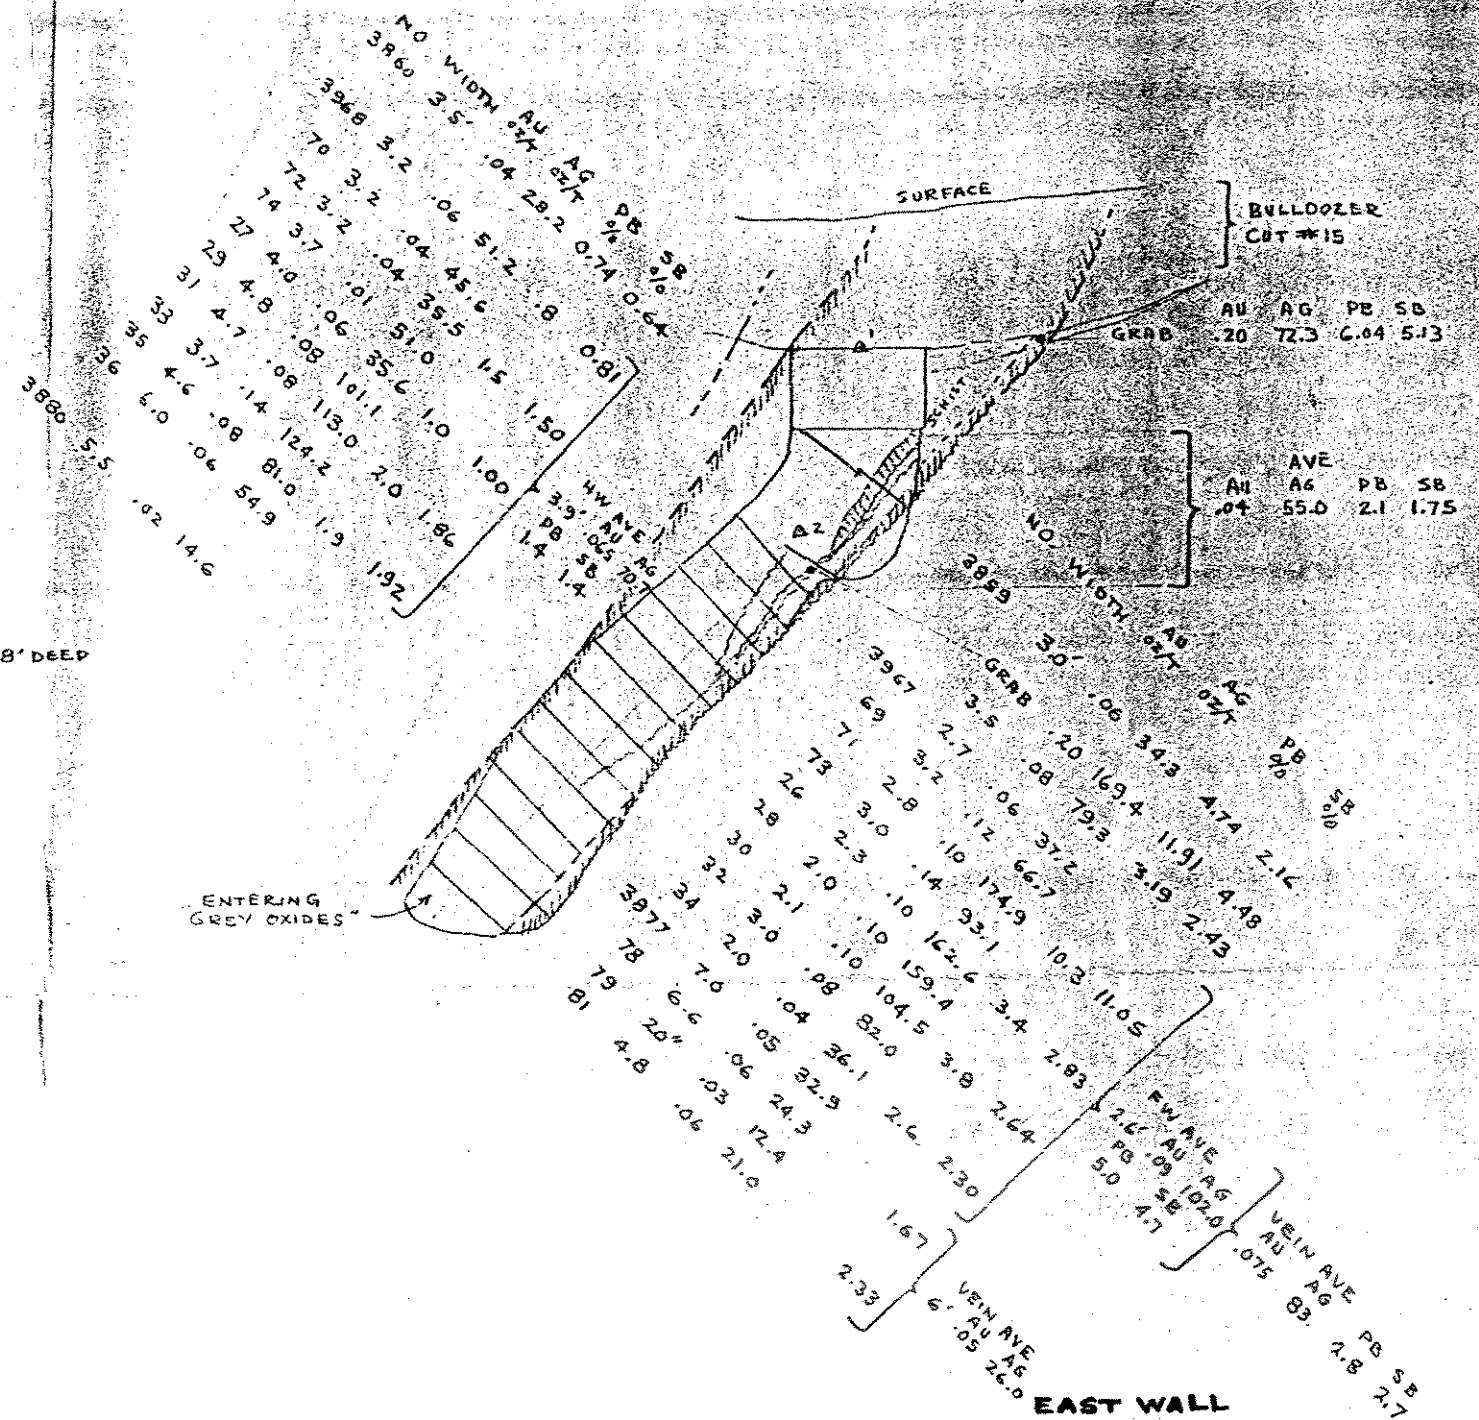 NO WIDTH AU OZ/T AG OZ/T PB % SB %
3860 3.5' .04 28.2 0.74 0.64
3968 3.2 .06 51.2 .8 0.81
70 3.2 .04 45.6
72 3.2 .04 35.5 1.5 1.50
74 3.7 .01 51.0
27 4.0 .06 35.6 1.0 1.00
29 4.8 .08 101.1
31 4.7 .08 113.0 2.0 1.86
33 3.7 .14 124.2
35 4.6 .08 81.0 1.9 1.92
36 6.0 .06 54.9
3880 5.5 .02 14.6
HW AVE
3.9' AU AG
.065 70.7
PB SB
1.4 1.4
SURFACE
BULLDOZER
CUT #15
AU AG PB SB
GRAB .20 72.3 6.04 5.13
SCHIST
AVE
AU AG PB SB
.04 55.0 2.1 1.75
8' DEEP
ENTERING
GREY OXIDES"
NO. WIDTH AU OZ/T AG OZ/T PB % SB %
3859 3.0' .06 34.3 4.74 2.16
GRAB .20 169.4 11.91 4.48
3.5 .08 79.3 3.19 2.43
3967 2.7 .06 37.2
69 3.2 .12 66.7
71 2.8 .10 174.9 10.3 11.05
73 3.0 .14 93.1
26 2.3 .10 162.6 3.4 2.83
28 2.0 .10 159.4
30 2.1 .10 104.5 3.8 2.64
32 3.0 .08 82.0
34 2.0 .04 36.1 2.6 2.30
3877 7.0 .05 32.9
78 6.6 .06 24.3
79 20" .03 12.4 1.67
81 4.8 .06 21.0 2.33
FW AVE
2.6' AU AG
.09 102.0
PB SB
5.0 4.7
VEIN AVE
AU AG PB SB
.075 83 2.8 2.7
VEIN AVE
6' AU AG
.05 26.0
EAST WALL